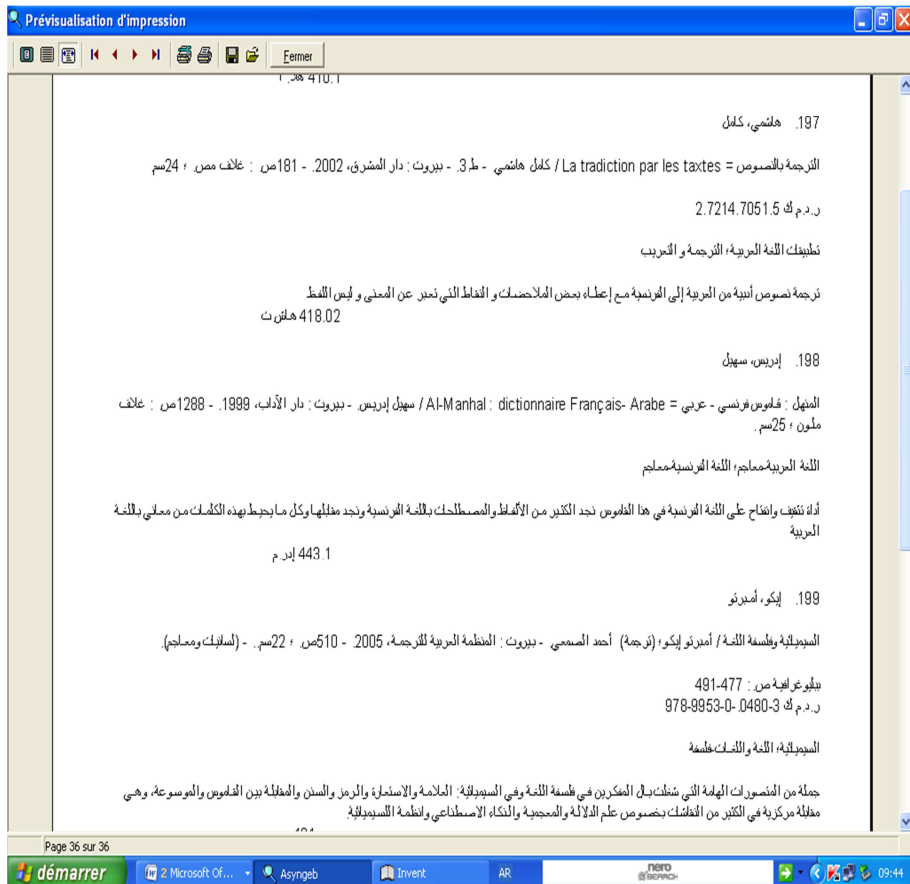 Prévisualisation d'impression
Fermer
197. هاشمي، كامل
الترجمة بالنصوص = La tradiction par les taxtes / كامل هاشمي. - ط.3. - بيروت : دار المشرق، 2002. - 181ص. : غلاف مص. ؛ 24سم
ر. د. م. ك 2.7214.7051.5
تطبيقات اللغة العربية؛ الترجمة و التعريب
ترجمة نصوص أدبية من العربية إلى الفرنسية مع إعطاء بعض الملاحضات و النقاط التي تعبر عن المعنى و ليس اللفظ
418.02 هاش ت
198. إدريس، سهيل
المنهل : قاموس فرنسي - عربي = Al-Manhal : dictionnaire Français- Arabe / سهيل إدريس. - بيروت : دار الآداب، 1999. - 1288ص. : غلاف
ملون ؛ 25سم.
اللغة العربية-معاجم؛ اللغة الفرنسية-معاجم
أداة تثقيف وانفتاح على اللغة الفرنسية في هذا القاموس نجد الكثير من الألفاظ والمصطلحات باللغة الفرنسية ونجد مقابلها وكل ما يحيط بهذه الكلمات من معاني باللغة
العربية
443.1 إدر. م
199. إيكو، أمبرتو
السيميائية وفلسفة اللغة / أمبرتو إيكو؛ (ترجمة) أحمد الصمعي. - بيروت : المنظمة العربية للترجمة، 2005. - 510ص. ؛ 22سم.. - (لسانيات ومعاجم).
ببليوغرافية ص. : 477-491
ر. د. م. ك 978-9953-0-0480-3
السيميائية؛ اللغة واللغات-فلسفة
جملة من التصورات الهامة التي شغلت بال المفكرين في فلسفة اللغة وفي السيميائية: العلامة والاستعارة والرمز والسنن والمقابلة بين القاموس والموسوعة، وهي
مقابلة مركزية في الكثير من النقاشات بخصوص علم الدلالة والمعجمية والذكاء الاصطناعي وانظمة اللسيميائية.
Page 36 sur 36
démarrer
2 Microsoft Of...
Asyngeb
Invent
AR
nero
SEARCH
09:44